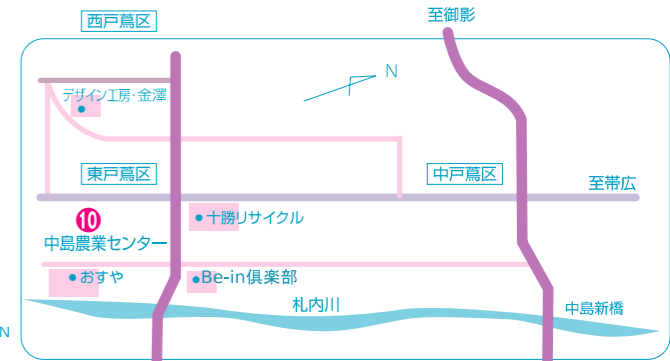 西戸蔦区
至御影
デザイン工房・金澤
N
東戸蔦区
中戸蔦区
至帯広
10
十勝リサイクル
中島農業センター
おすや
Be-in倶楽部
札内川
中島新橋
N